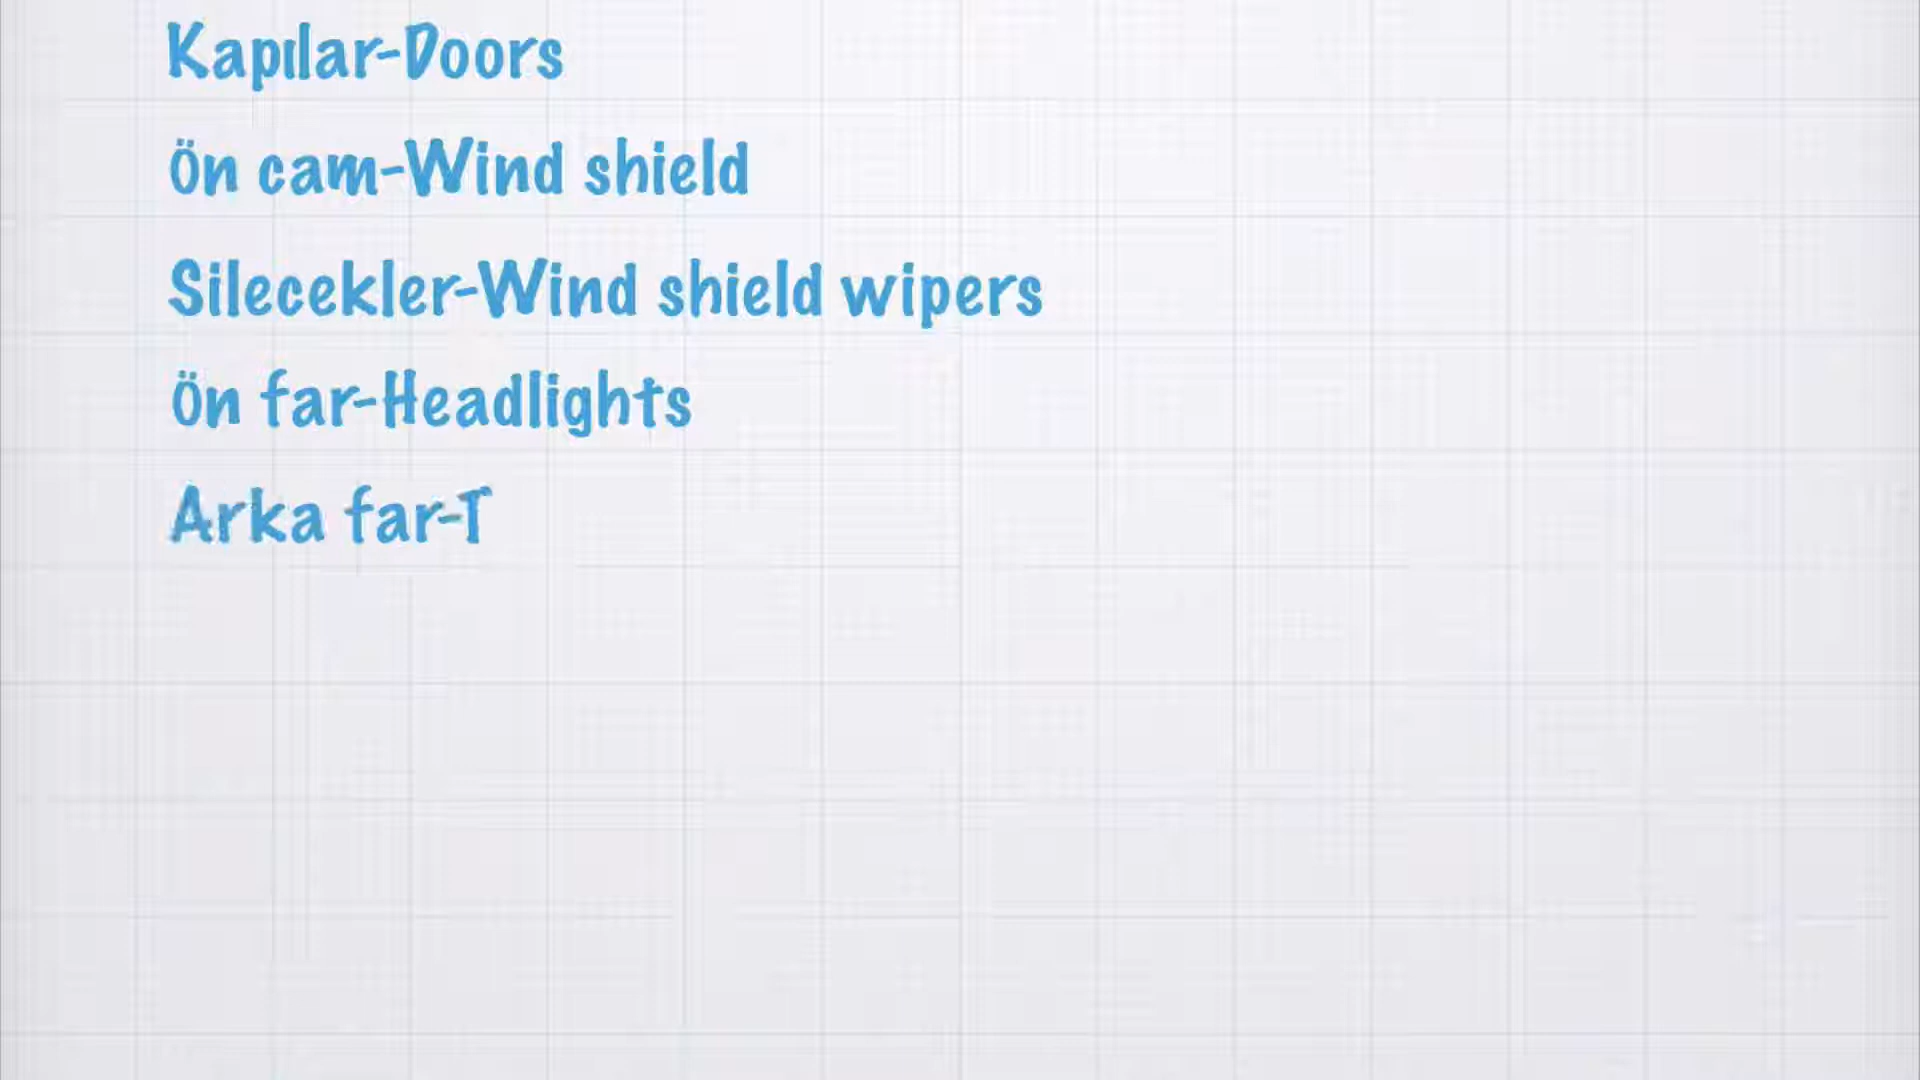 Kapılar-Doors
ön cam-Wind shield
Silecekler-Wind shield wipers
ön far-Headlights
Arka far-T